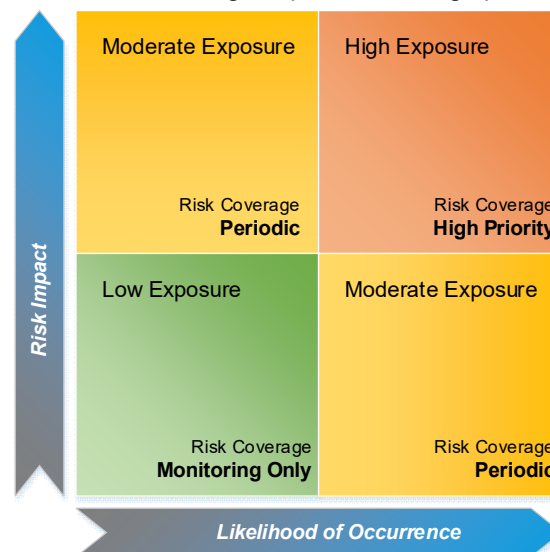 Moderate Exposure
High Exposure
Risk Coverage
Periodic
Risk Coverage
High Priority
Low Exposure
Moderate Exposure
Risk Coverage
Monitoring Only
Risk Coverage
Periodic
Risk Impact
Likelihood of Occurrence